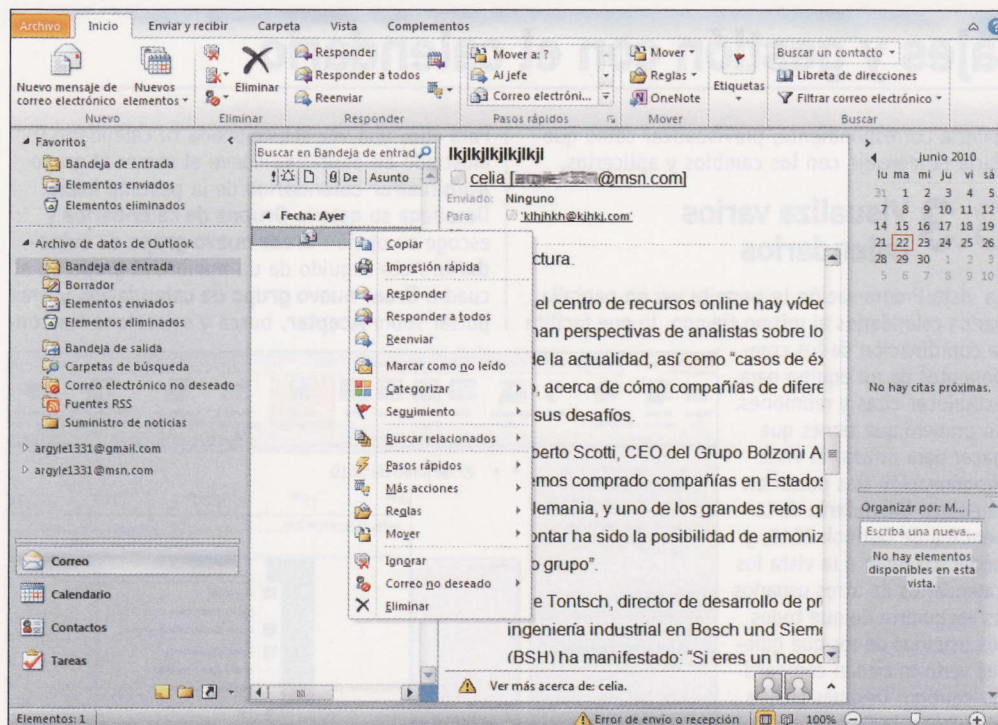 Archivo Inicio Enviar y recibir Carpeta Vista Complementos
Nuevo mensaje de correo electrónico
Nuevos elementos
Nuevo
Eliminar
Eliminar
Responder
Responder a todos
Reenviar
Responder
Mover a: ?
Al jefe
Correo electróni...
Pasos rápidos
Mover
Reglas
OneNote
Mover
Etiquetas
Buscar un contacto
Libreta de direcciones
Filtrar correo electrónico
Buscar
Favoritos
Bandeja de entrada
Elementos enviados
Elementos eliminados
Archivo de datos de Outlook
Bandeja de entrada
Borrador
Elementos enviados
Elementos eliminados
Bandeja de salida
Carpetas de búsqueda
Correo electrónico no deseado
Fuentes RSS
Suministro de noticias
argyle1331@gmail.com
argyle1331@msn.com
Correo
Calendario
Contactos
Tareas
Elementos: 1
Buscar en Bandeja de entrad
De Asunto
Fecha: Ayer
Copiar
Impresión rápida
Responder
Responder a todos
Reenviar
Marcar como no leído
Categorizar
Seguimiento
Buscar relacionados
Pasos rápidos
Más acciones
Reglas
Mover
Ignorar
Correo no deseado
Eliminar
lkjlkjlkjlkjlkjl
celia [ @msn.com]
Enviado: Ninguno
Para: 'klhjhkh@kjhkj.com'
ctura.
el centro de recursos online hay vídec
an perspectivas de analistas sobre lo
de la actualidad, así como "casos de éx
, acerca de cómo compañías de difere
sus desafíos.
berto Scotti, CEO del Grupo Bolzoni A
emos comprado compañías en Estados
lemania, y uno de los grandes retos q
ontar ha sido la posibilidad de armoniz
o grupo".
e Tontsch, director de desarrollo de pr
ingeniería industrial en Bosch und Sieme
(BSH) ha manifestado: "Si eres un negoc
Ver más acerca de: celia.
Error de envío o recepción 100%
Junio 2010
lu ma mi ju vi sá
31 1 2 3 4 5
7 8 9 10 11 12
14 15 16 17 18 19
21 22 23 24 25 26
28 29 30 1 2 3
5 6 7 8 9 10
No hay citas próximas.
Organizar por: M...
Escriba una nueva...
No hay elementos
disponibles en esta
vista.